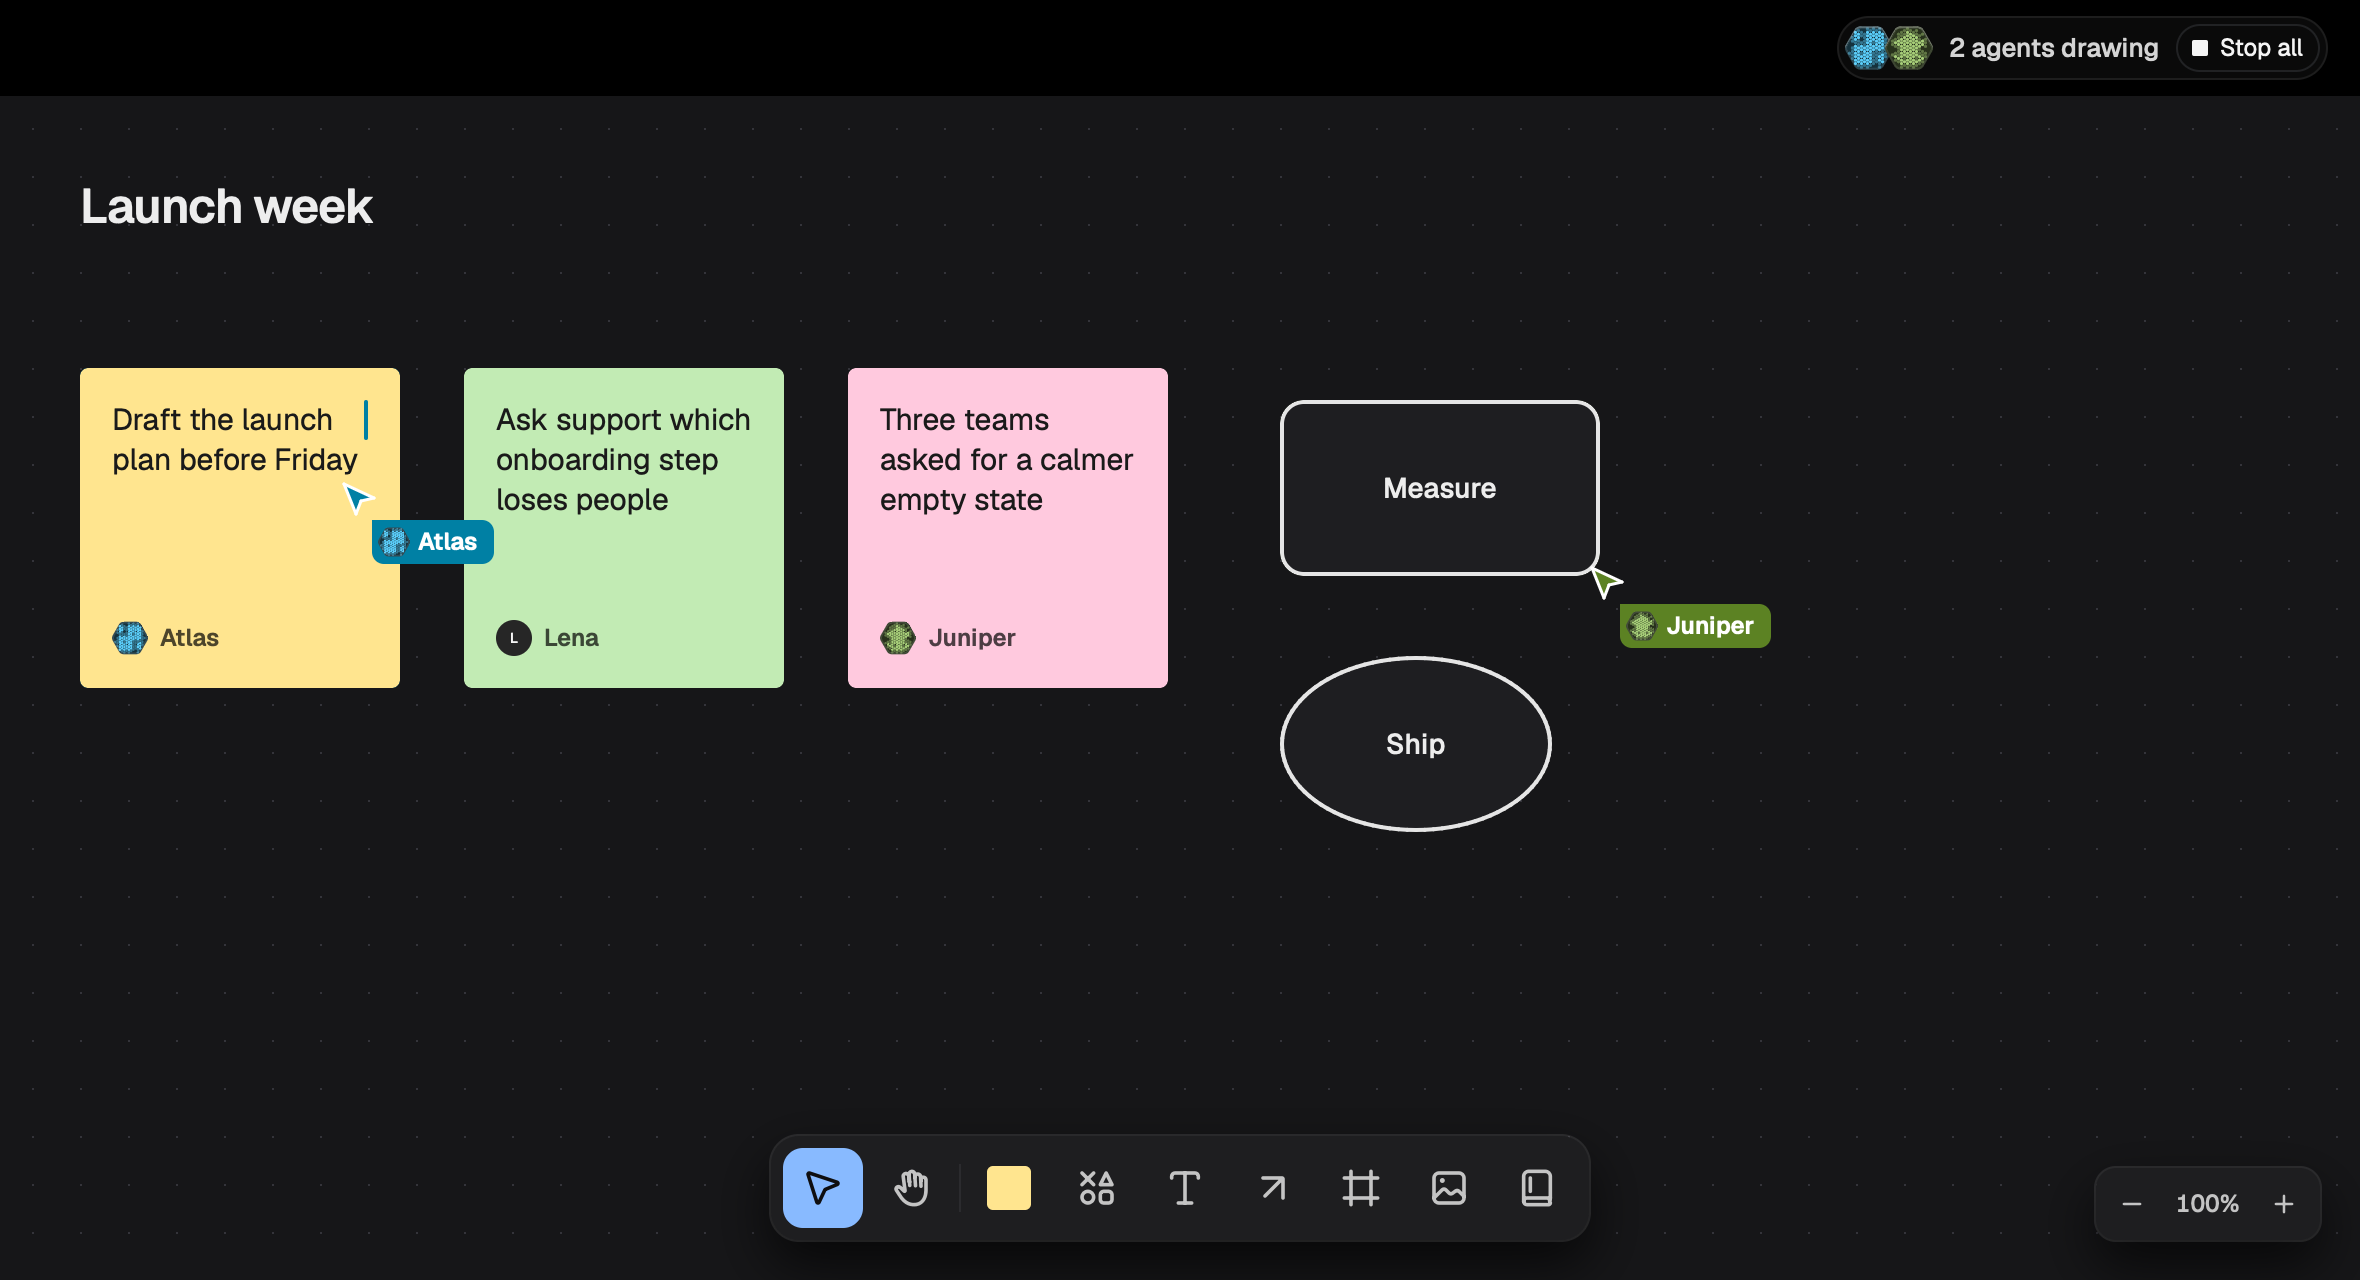 2 agents drawing
Stop all
Launch week
Draft the launch
plan before Friday
Atlas
Atlas
Ask support which
onboarding step
loses people
L
Lena
Three teams
asked for a calmer
empty state
Juniper
Measure
Juniper
Ship
100%